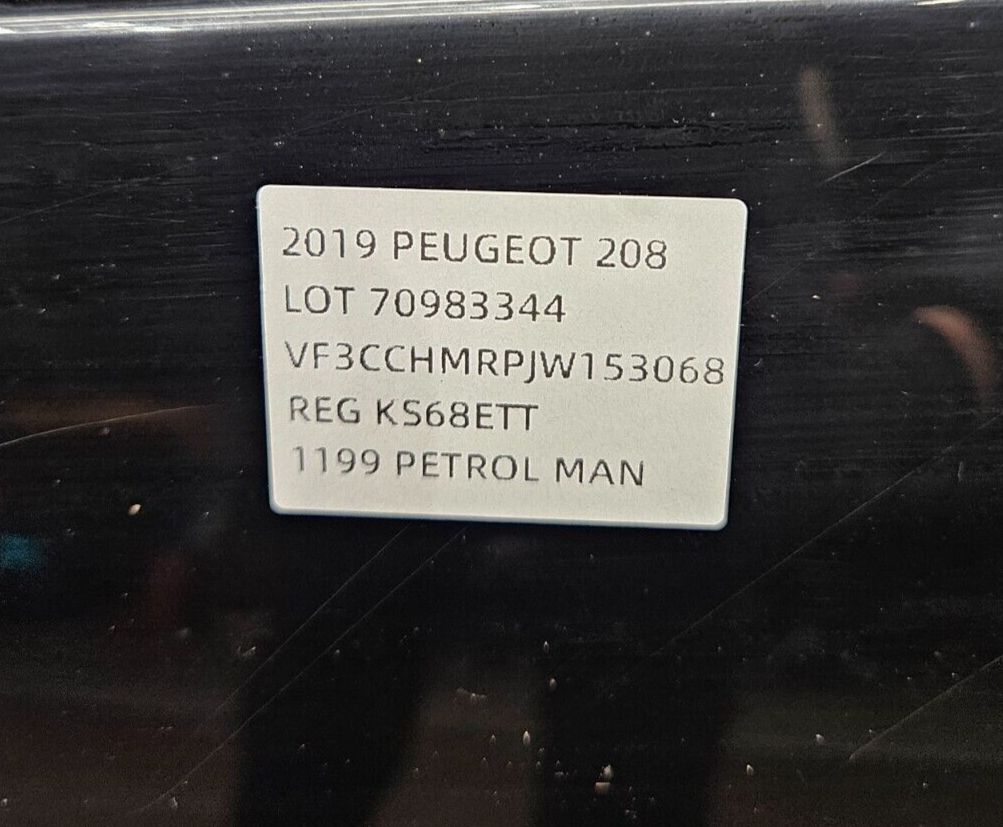 2019 PEUGEOT 208
LOT 70983344
VF3CCHMRPJW153068
REG KS68ETT
1199 PETROL MAN